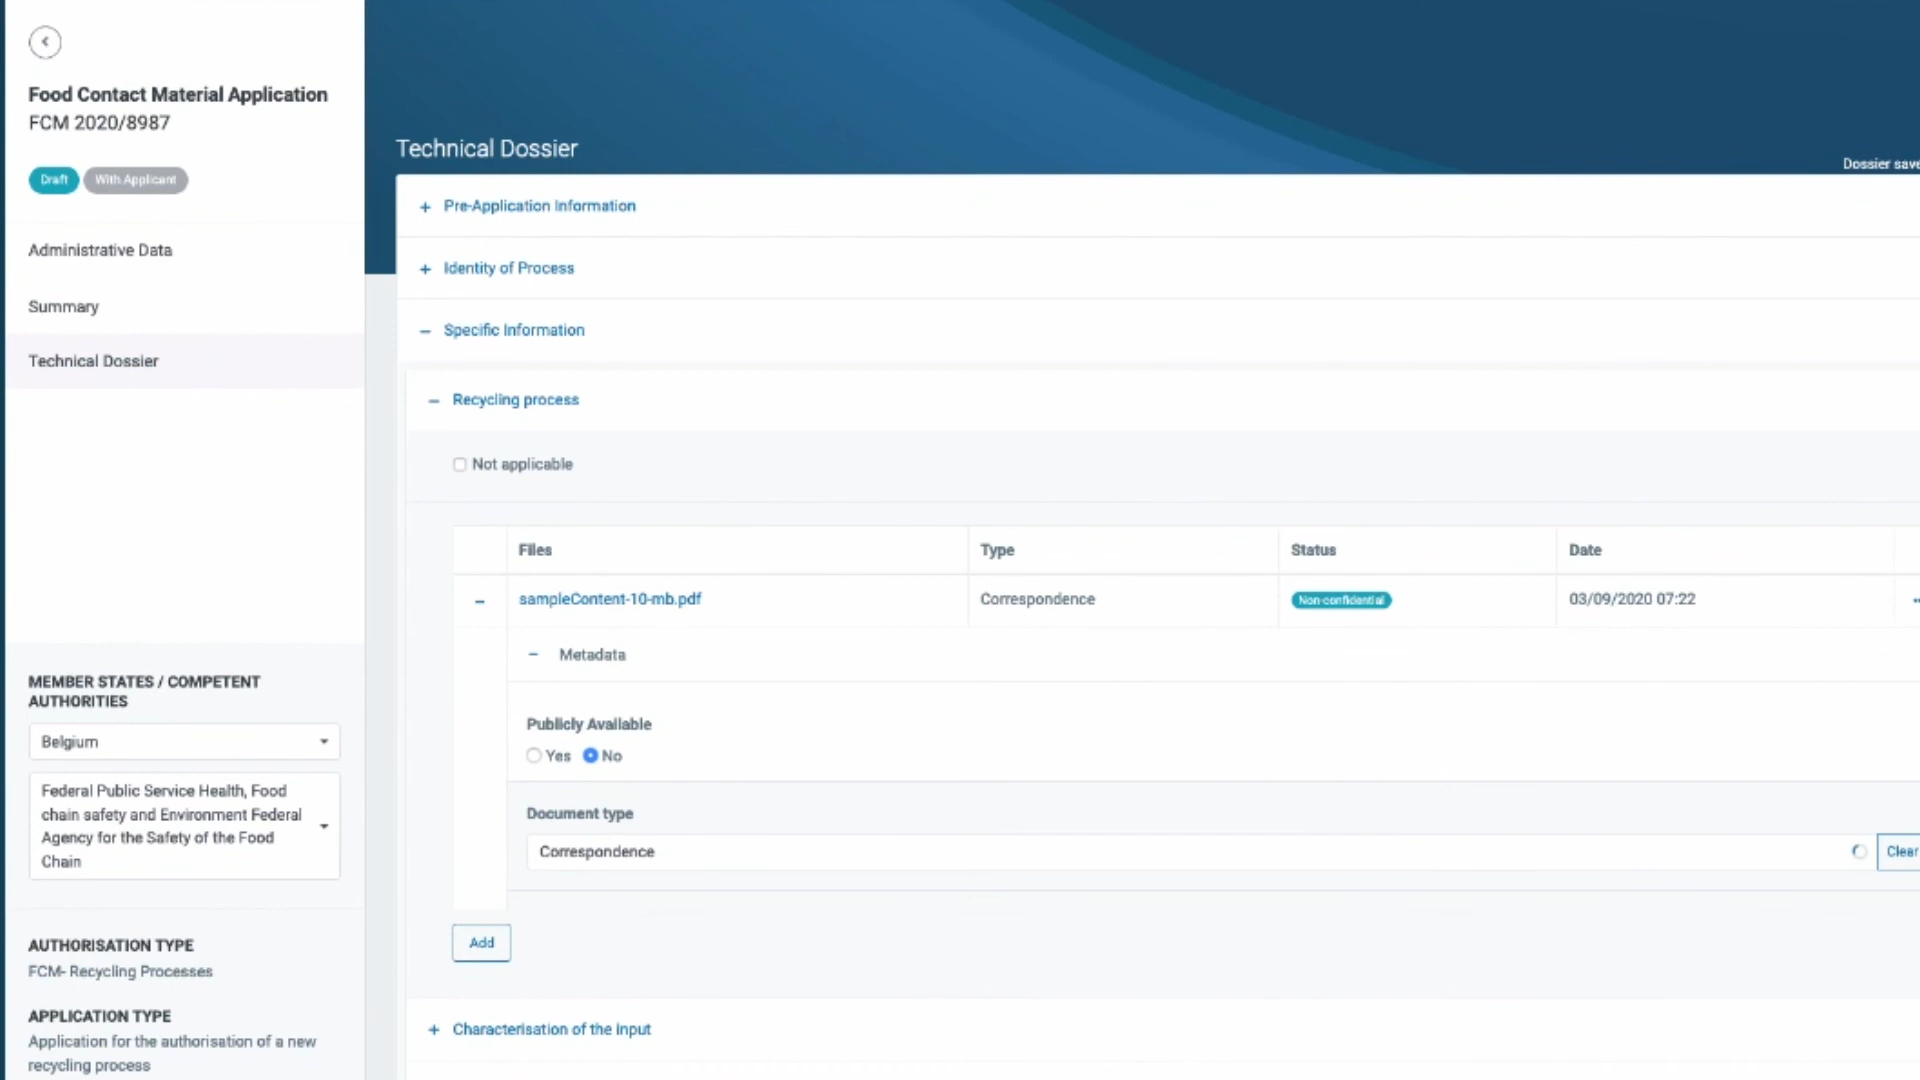 Food Contact Material Application
FCM 2020/8987
Draft
With Applicant
Administrative Data
Summary
Technical Dossier
MEMBER STATES / COMPETENT
AUTHORITIES
Belgium
Federal Public Service Health, Food
chain safety and Environment Federal
Agency for the Safety of the Food
Chain
AUTHORISATION TYPE
FCM- Recycling Processes
APPLICATION TYPE
Application for the authorisation of a new
recycling process
Technical Dossier
Dossier save
+ Pre-Application Information
+ Identity of Process
– Specific Information
– Recycling process
Not applicable
Files Type Status Date
– sampleContent-10-mb.pdf Correspondence Non-confidential 03/09/2020 07:22
– Metadata
Publicly Available
Yes No
Document type
Correspondence Clear
Add
+ Characterisation of the input